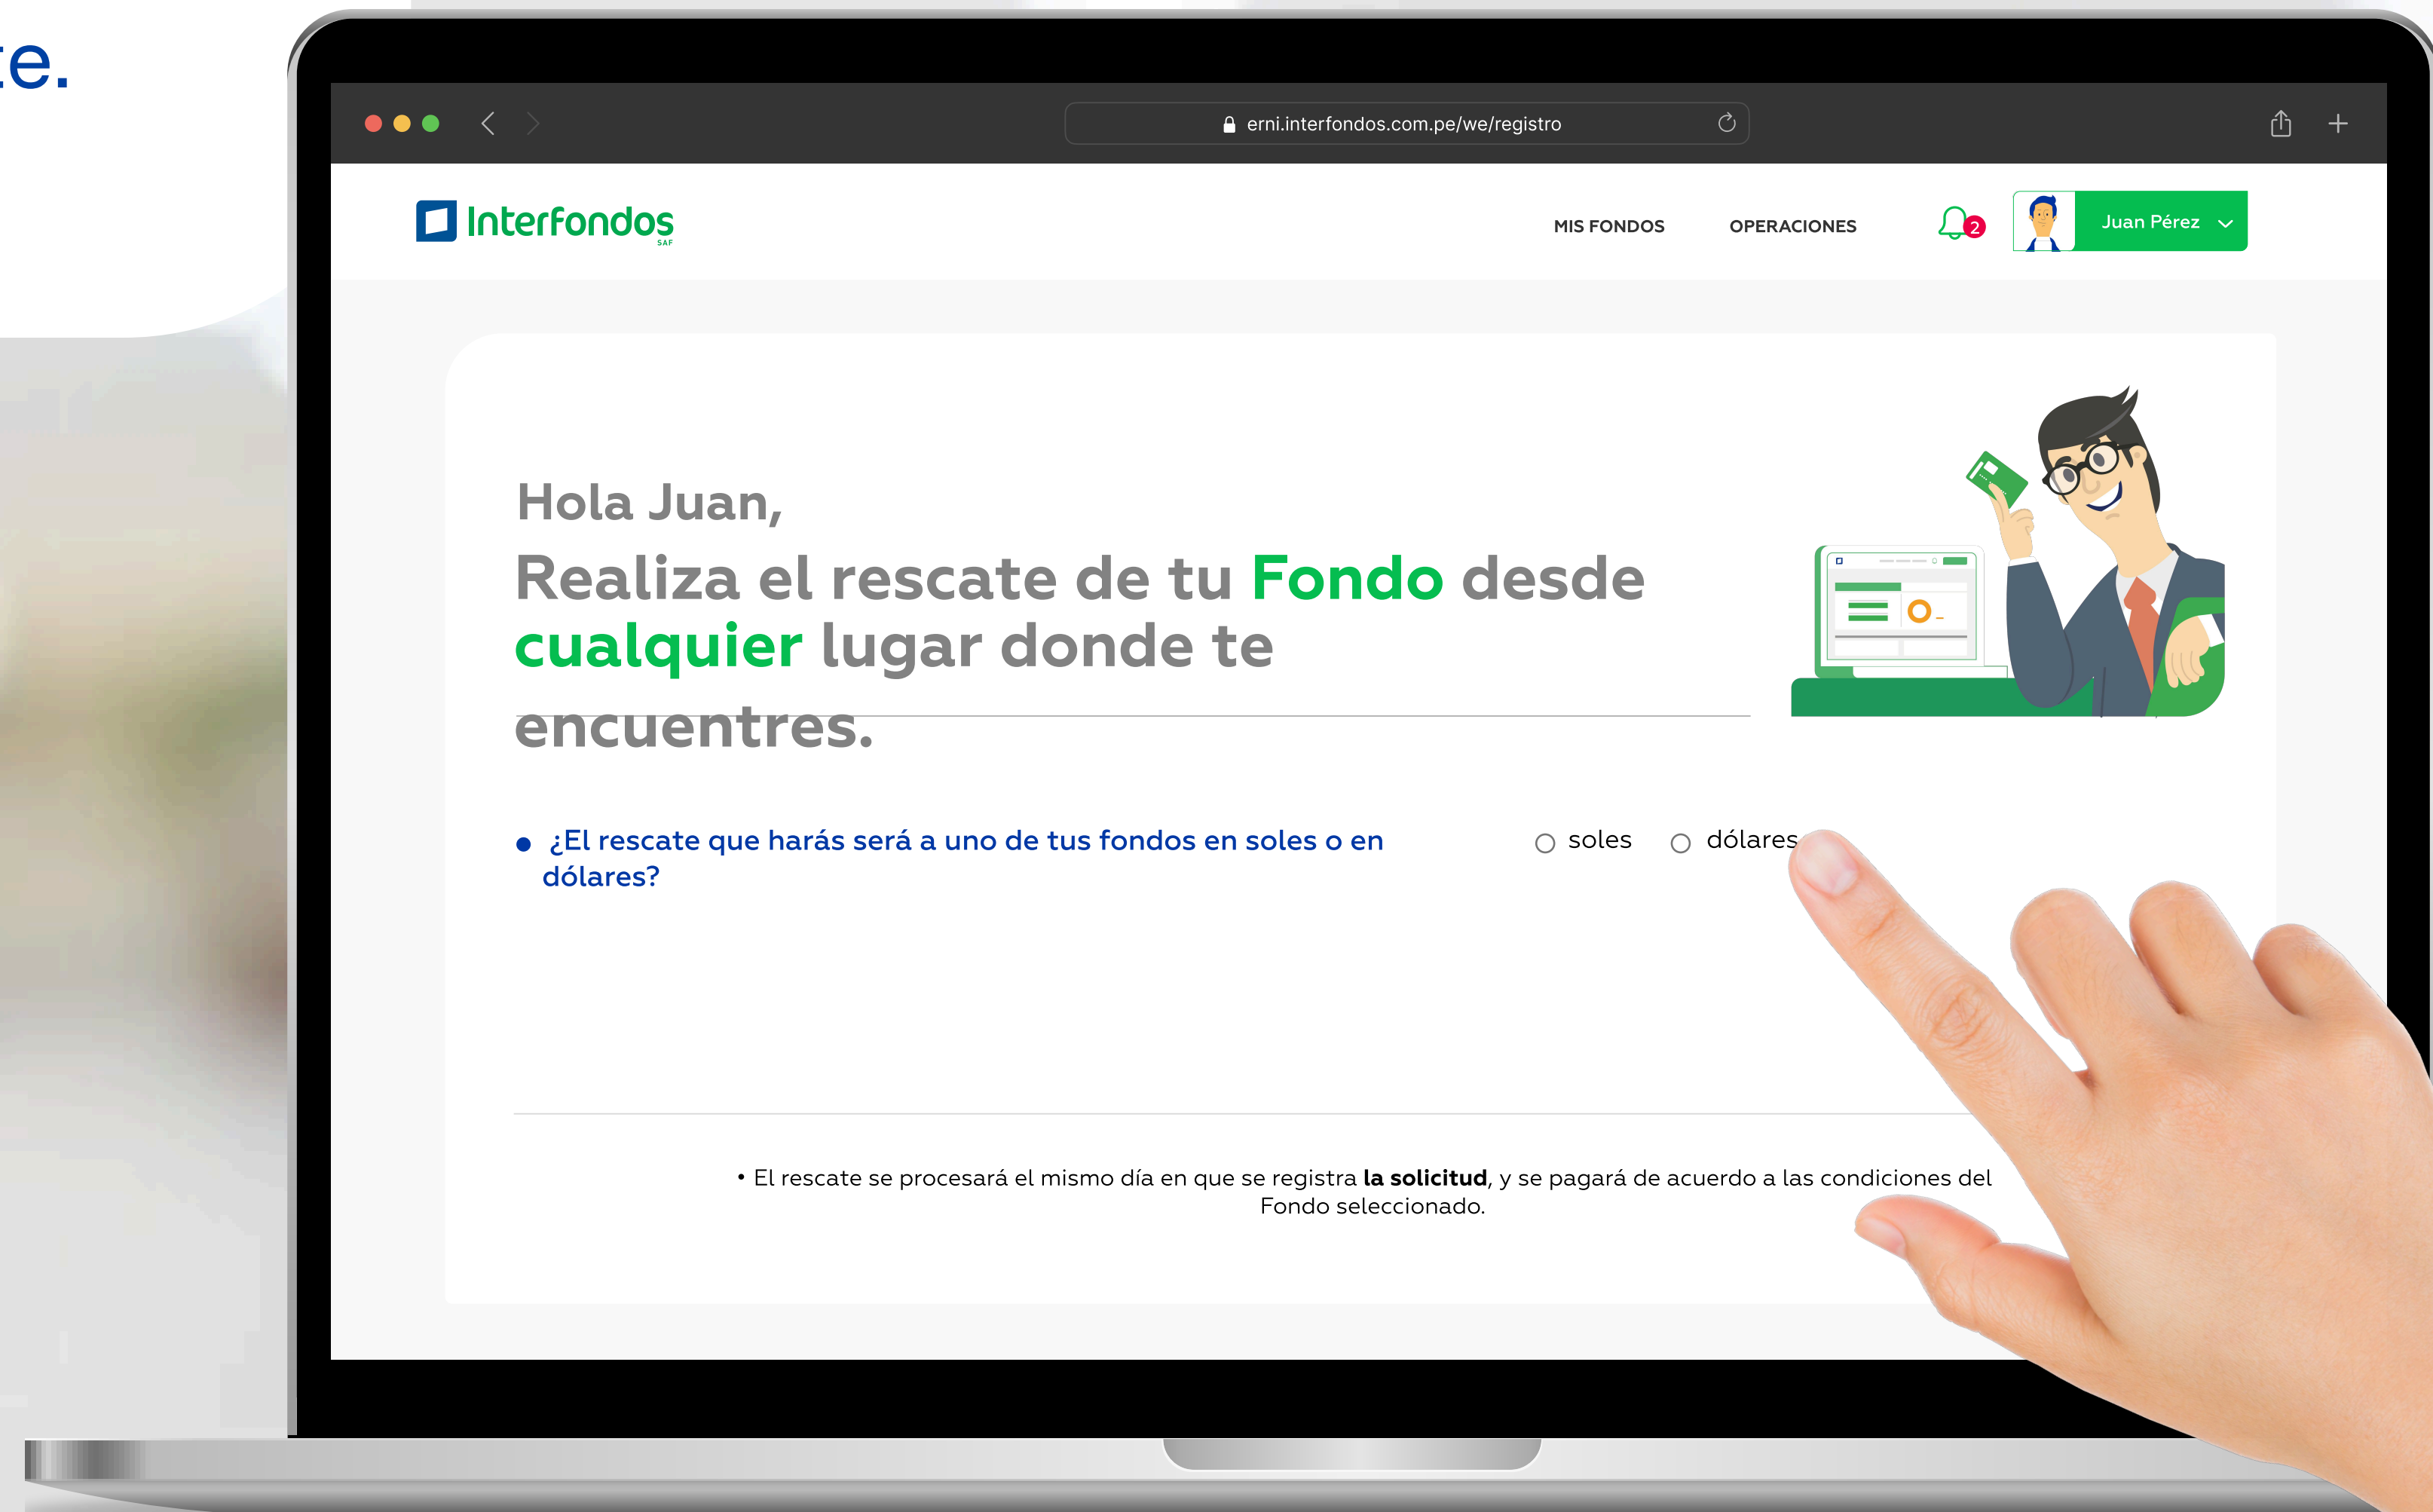 erni.interfondos.com.pe/we/registro
Interfondos
SAF
MIS FONDOS
OPERACIONES
2
Juan Pérez
Hola Juan,
Realiza el rescate de tu Fondo desde
cualquier lugar donde te
encuentres.
• ¿El rescate que harás será a uno de tus fondos en soles o en
dólares?
soles
dólares
• El rescate se procesará el mismo día en que se registra la solicitud, y se pagará de acuerdo a las condiciones del
Fondo seleccionado.